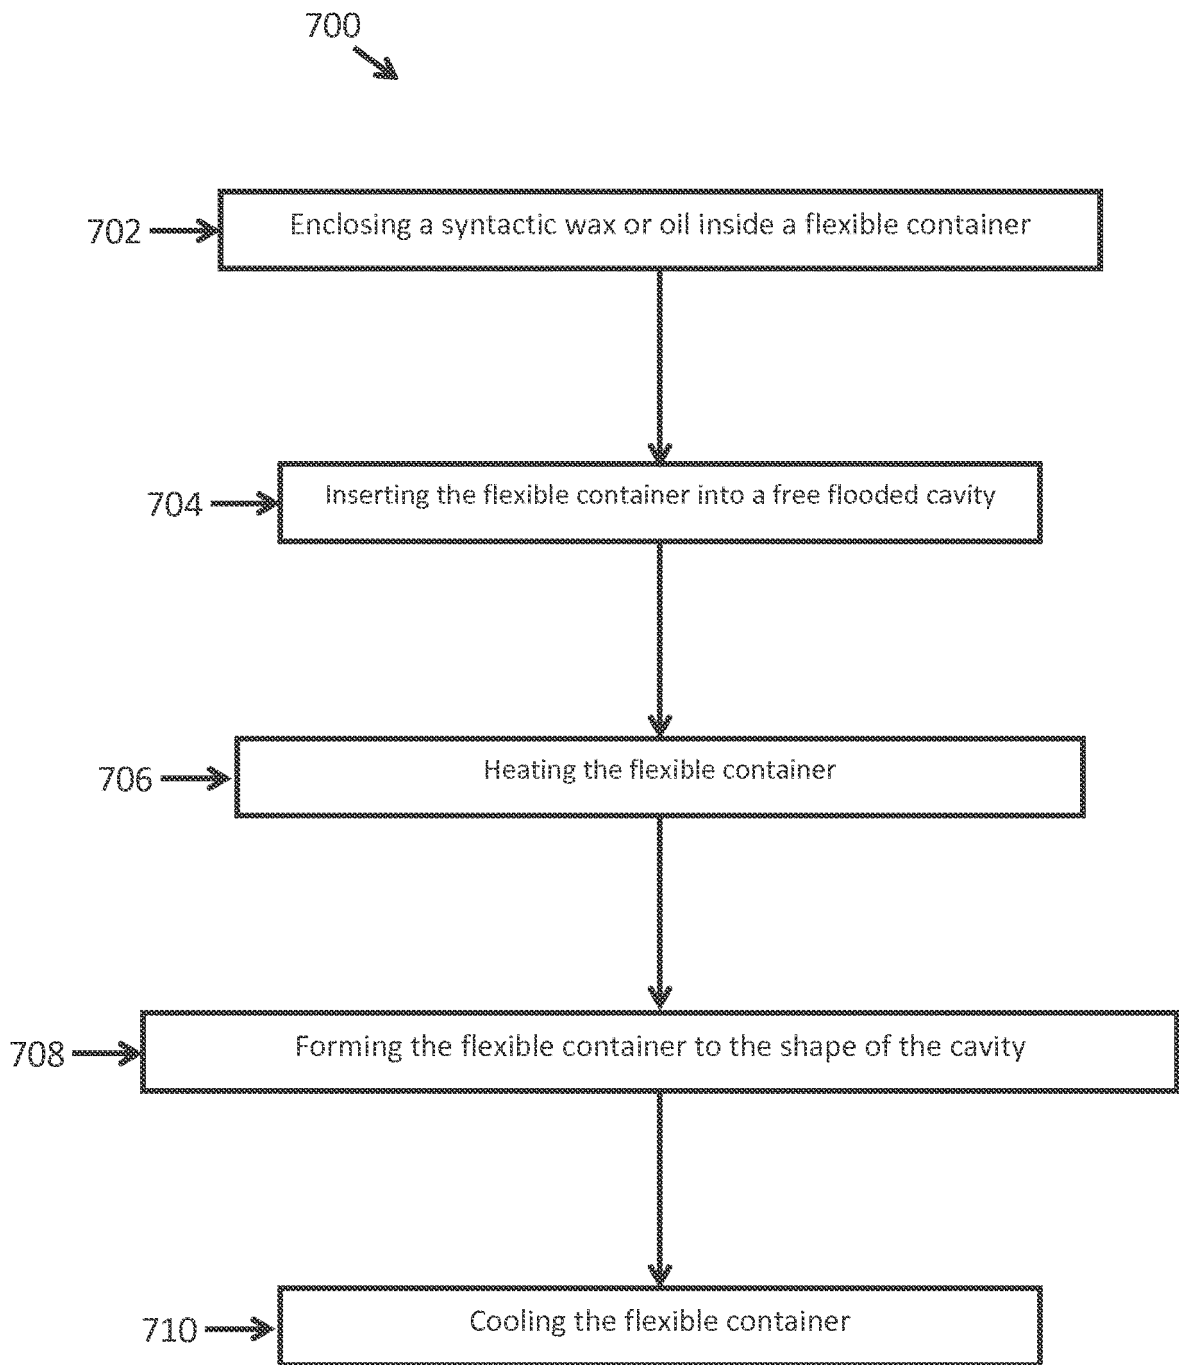 700
702 Enclosing a syntactic wax or oil inside a flexible container
704 Inserting the flexible container into a free flooded cavity
706 Heating the flexible container
708 Forming the flexible container to the shape of the cavity
710 Cooling the flexible container